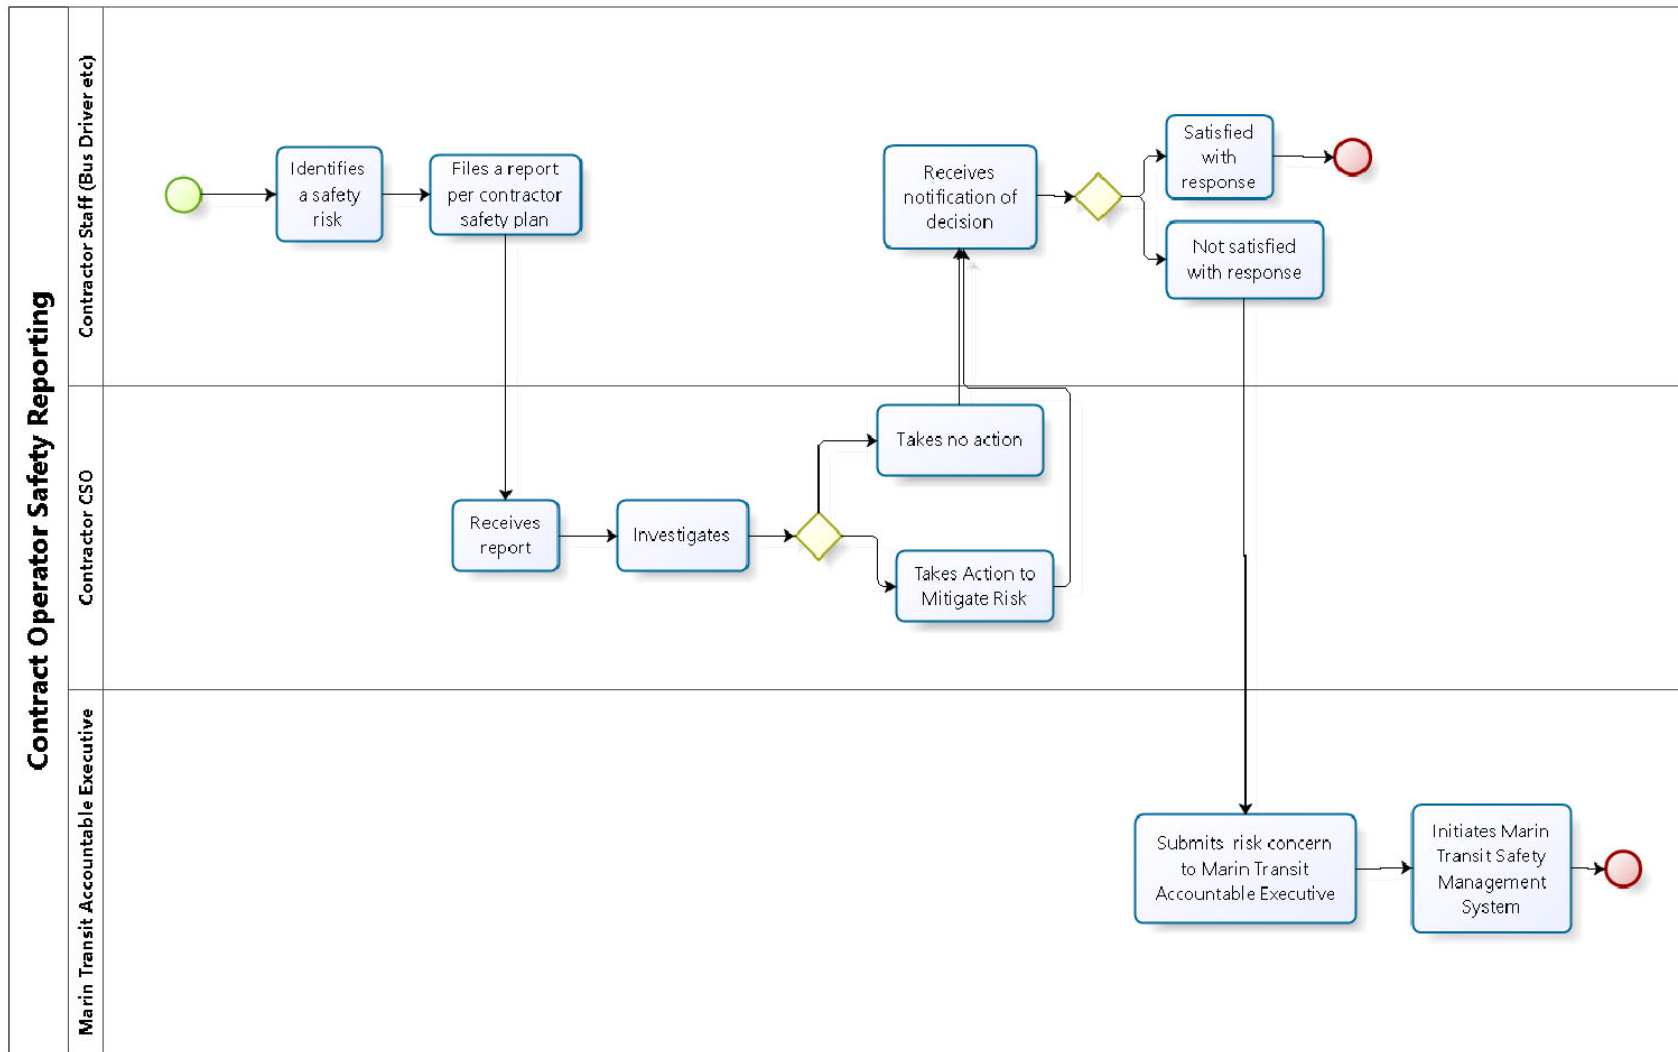 Contract Operator Safety Reporting
Contractor Staff (Bus Driver etc)
Identifies
a safety
risk
Files a report
per contractor
safety plan
Receives
notification of
decision
Satisfied
with
response
Not satisfied
with response
Contractor CSO
Receives
report
Investigates
Takes no action
Takes Action to
Mitigate Risk
Marin Transit Accountable Executive
Submits risk concern
to Marin Transit
Accountable Executive
Initiates Marin
Transit Safety
Management
System